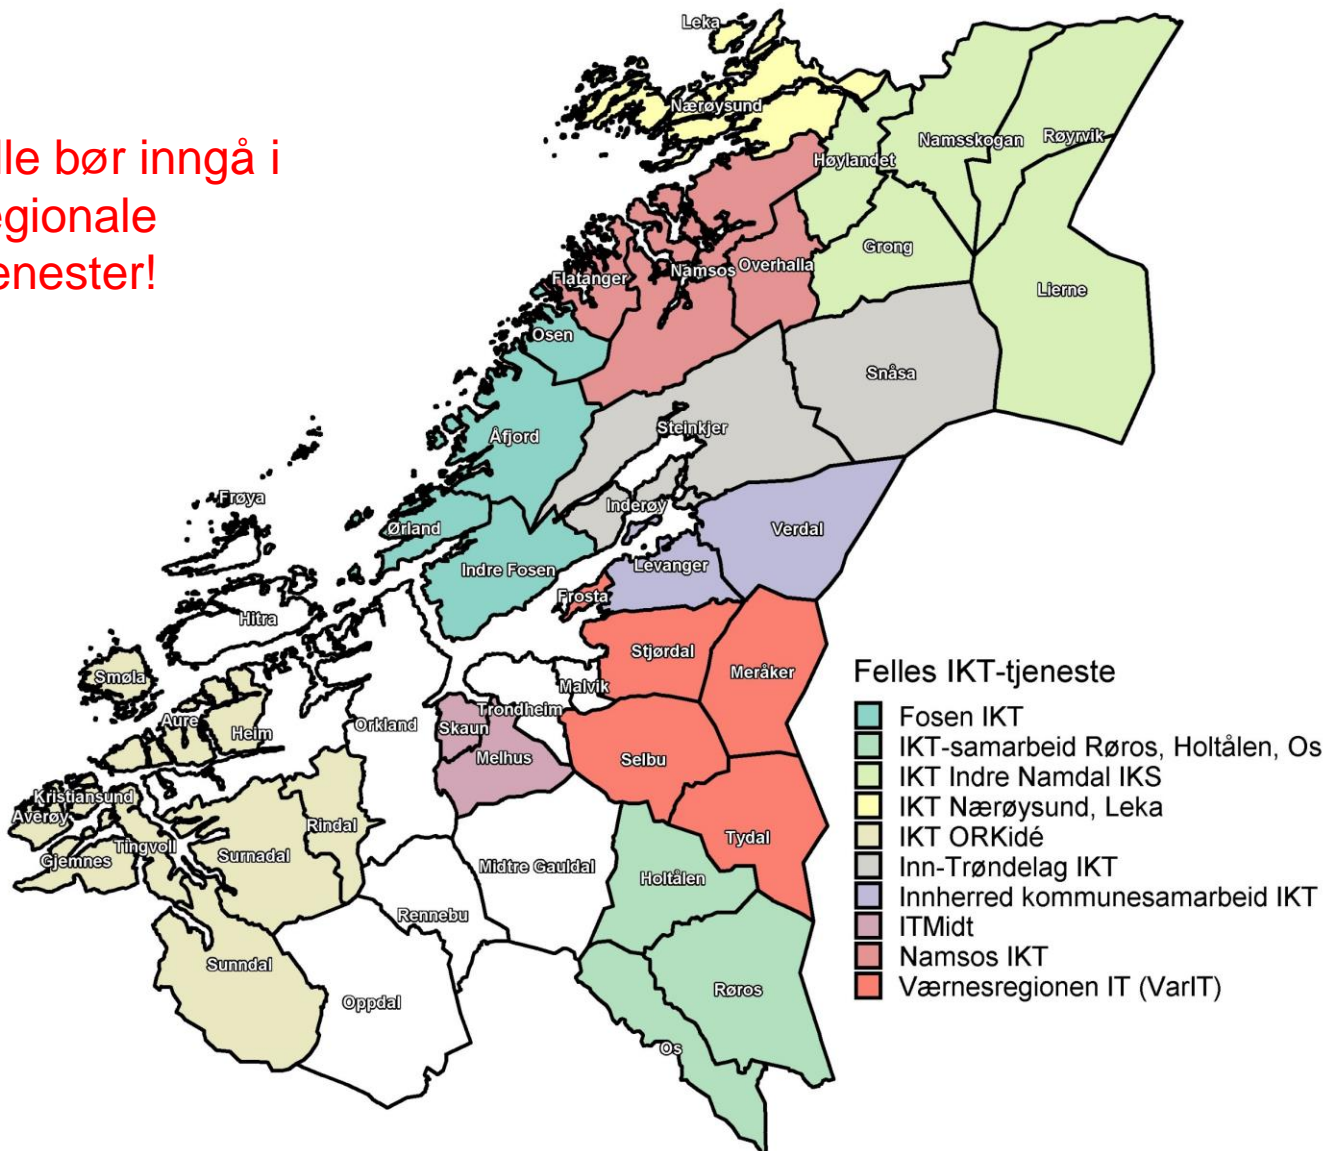 lle bør inngå i
egionale
enester!
Leka
Nærøysund
Høylandet
Namsskogan
Røyrvik
Grong
Lierne
Flatanger
Namsos
Overhalla
Osen
Snåsa
Steinkjer
Åfjord
Frøya
Inderøy
Verdal
Ørland
Indre Fosen
Levanger
Frosta
Hitra
Stjørdal
Meråker
Smøla
Malvik
Aure
Heim
Orkland
Skaun
Trondheim
Melhus
Selbu
Kristiansund
Averøy
Gjemnes
Tingvoll
Surnadal
Rindal
Tydal
Midtre Gauldal
Holtålen
Rennebu
Sunndal
Oppdal
Røros
Os
Felles IKT-tjeneste
Fosen IKT
IKT-samarbeid Røros, Holtålen, Os
IKT Indre Namdal IKS
IKT Nærøysund, Leka
IKT ORKidé
Inn-Trøndelag IKT
Innherred kommunesamarbeid IKT
ITMidt
Namsos IKT
Værnesregionen IT (VarIT)